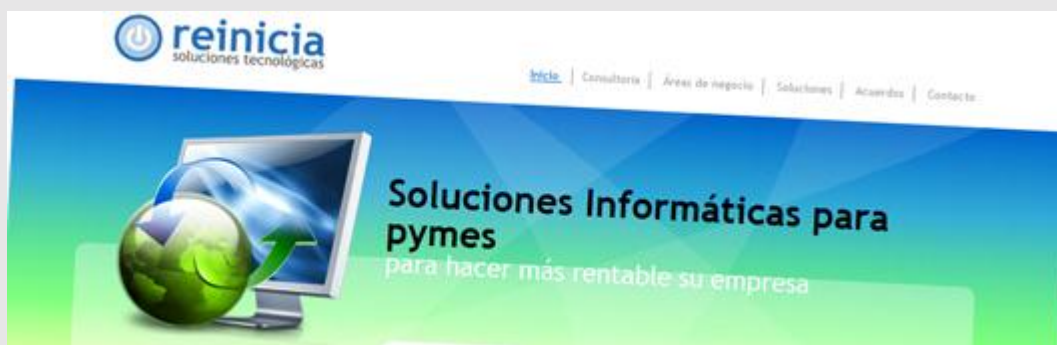 reinicia
soluciones tecnológicas
Inicio | Consultoria | Áreas de negocio | Soluciones | Acuerdos | Contacto
Soluciones Informáticas para
pymes
para hacer más rentable su empresa